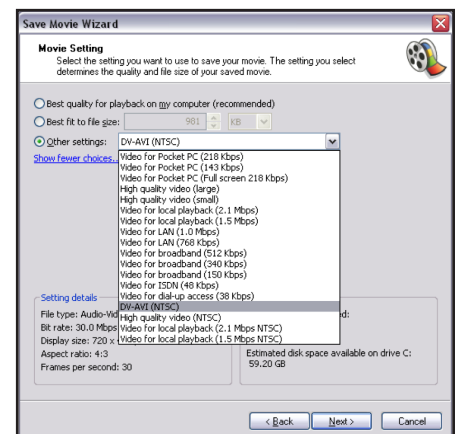 Save Movie Wizard
Movie Setting
Select the setting you want to use to save your movie. The setting you select
determines the quality and file size of your saved movie.
Best quality for playback on my computer (recommended)
Best fit to file size: 981 KB
Other settings: DV-AVI (NTSC)
Show fewer choices...
Video for Pocket PC (218 Kbps)
Video for Pocket PC (143 Kbps)
Video for Pocket PC (Full screen 218 Kbps)
High quality video (large)
High quality video (small)
Video for local playback (2.1 Mbps)
Video for local playback (1.5 Mbps)
Video for LAN (1.0 Mbps)
Video for LAN (768 Kbps)
Video for broadband (512 Kbps)
Video for broadband (340 Kbps)
Video for broadband (150 Kbps)
Video for ISDN (48 Kbps)
Video for dial-up access (38 Kbps)
DV-AVI (NTSC)
High quality video (NTSC)
Video for local playback (2.1 Mbps NTSC)
Video for local playback (1.5 Mbps NTSC)
Setting details
File type: Audio-Vid
Bit rate: 30.0 Mbps
Display size: 720 x
Aspect ratio: 4:3
Frames per second: 30
Estimated disk space available on drive C:
59.20 GB
< Back
Next >
Cancel